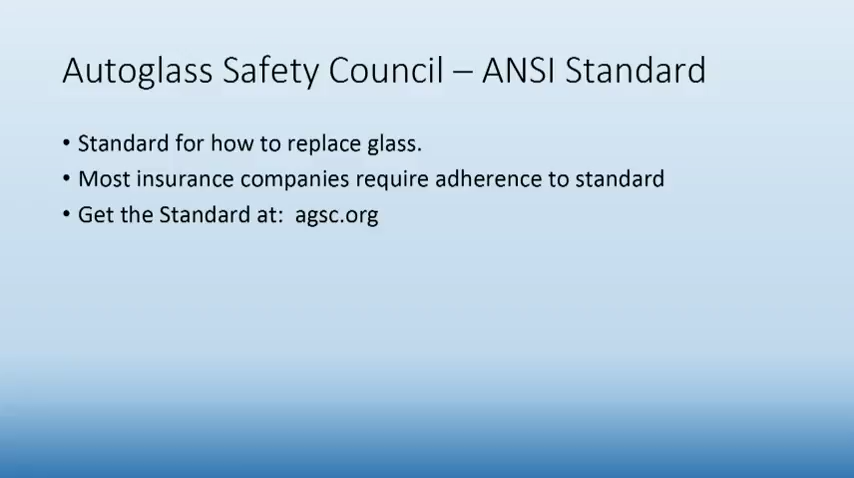 Autoglass Safety Council – ANSI Standard
• Standard for how to replace glass.
• Most insurance companies require adherence to standard
• Get the Standard at:  agsc.org